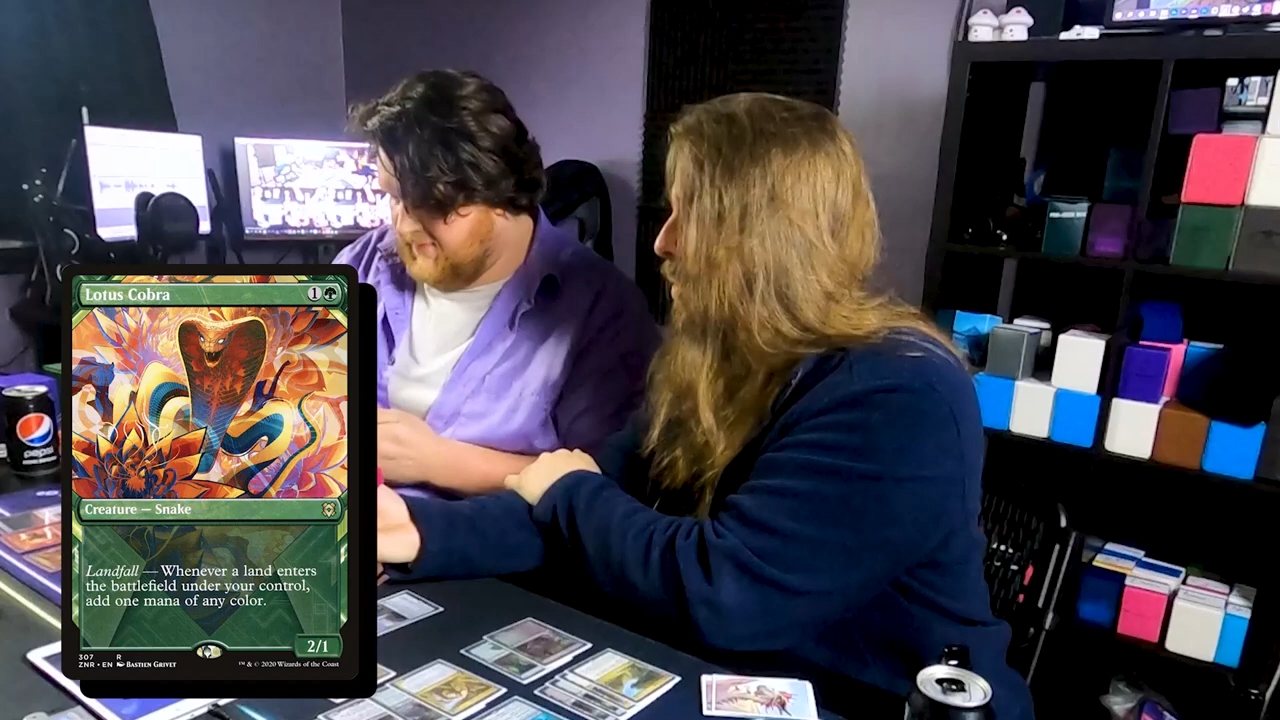 Lotus Cobra 1
Creature — Snake
Landfall — Whenever a land enters
the battlefield under your control,
add one mana of any color.
2/1
307 R
ZNR • EN Bastien Grivet ™ & © 2020 Wizards of the Coast
pepsi